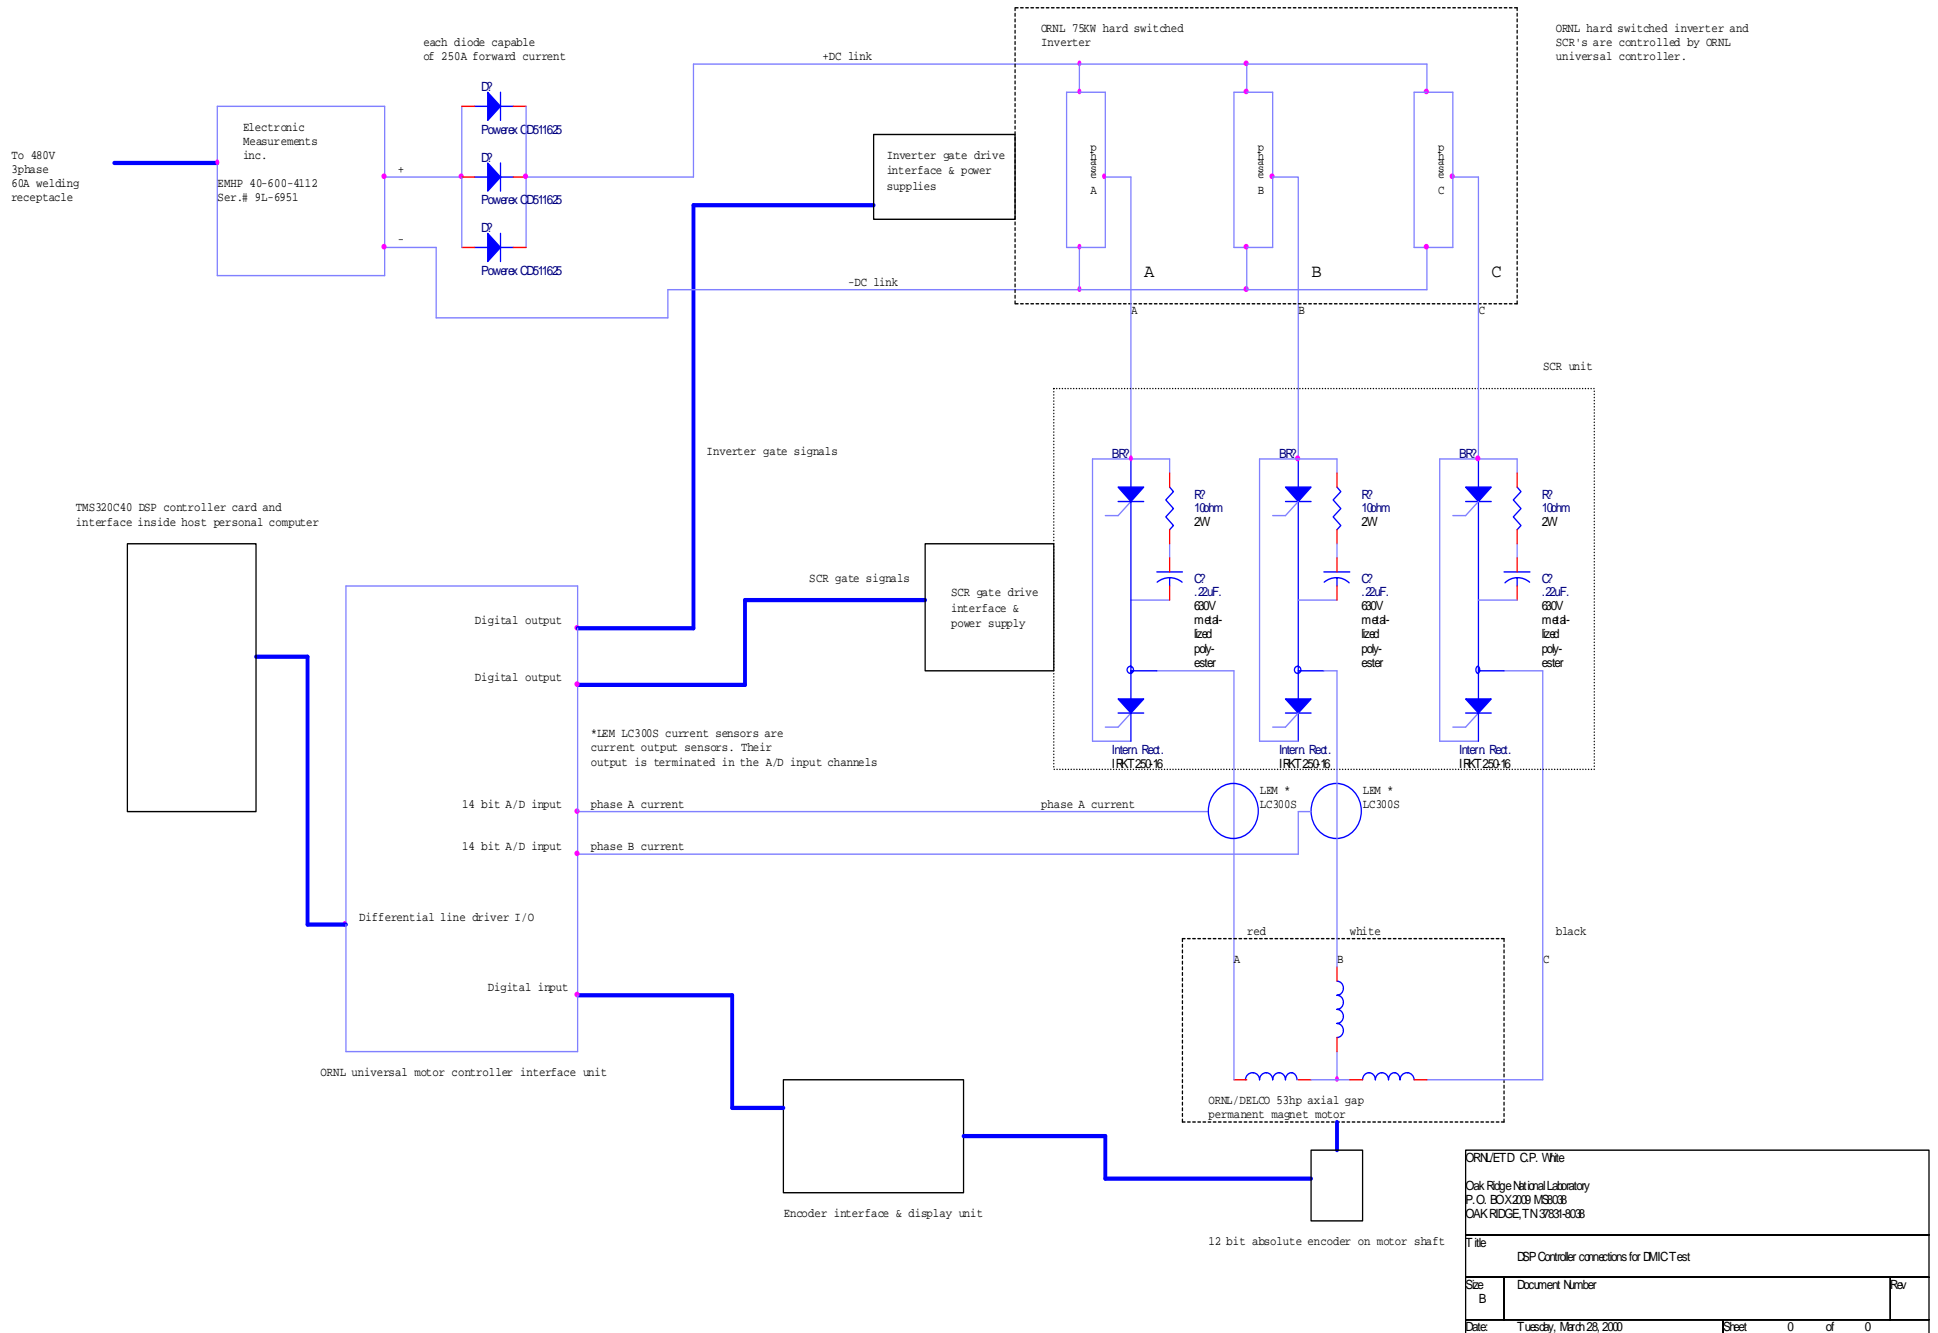 each diode capable
of 250A forward current
ORNL 75KW hard switched
Inverter
ORNL hard switched inverter and
SCR's are controlled by ORNL
universal controller.
+DC link
To 480V
3phase
60A welding
receptacle
Electronic
Measurements
inc.
EMHP 40-600-4112
Ser.# 9L-6951
+
-
D?
Powerex CD511625
D?
Powerex CD511625
D?
Powerex CD511625
Inverter gate drive
interface & power
supplies
A
B
C
A
B
C
-DC link
A
B
C
SCR unit
Inverter gate signals
TMS320C40 DSP controller card and
interface inside host personal computer
BR?
R?
10ohm
2W
C?
.22uF.
630V
metal-
lized
poly-
ester
Intern. Rect.
IRKT250-16
BR?
R?
10ohm
2W
C?
.22uF.
630V
metal-
lized
poly-
ester
Intern. Rect.
IRKT250-16
BR?
R?
10ohm
2W
C?
.22uF.
630V
metal-
lized
poly-
ester
Intern. Rect.
IRKT250-16
SCR gate signals
SCR gate drive
interface &
power supply
Digital output
Digital output
*LEM LC300S current sensors are
current output sensors. Their
output is terminated in the A/D input channels
14 bit A/D input
phase A current
phase A current
LEM *
LC300S
LEM *
LC300S
14 bit A/D input
phase B current
Differential line driver I/O
Digital input
ORNL universal motor controller interface unit
red
white
black
A
B
C
ORNL/DELCO 53hp axial gap
permanent magnet motor
Encoder interface & display unit
12 bit absolute encoder on motor shaft
ORNL/ETD C.P. White
Oak Ridge National Laboratory
P.O. BOX 2009 MS8038
OAK RIDGE, TN 37831-8038
Title
DSP Controller connections for DMIC Test
Size
B
Document Number
Rev
Date:
Tuesday, March 28, 2000
Sheet 0 of 0